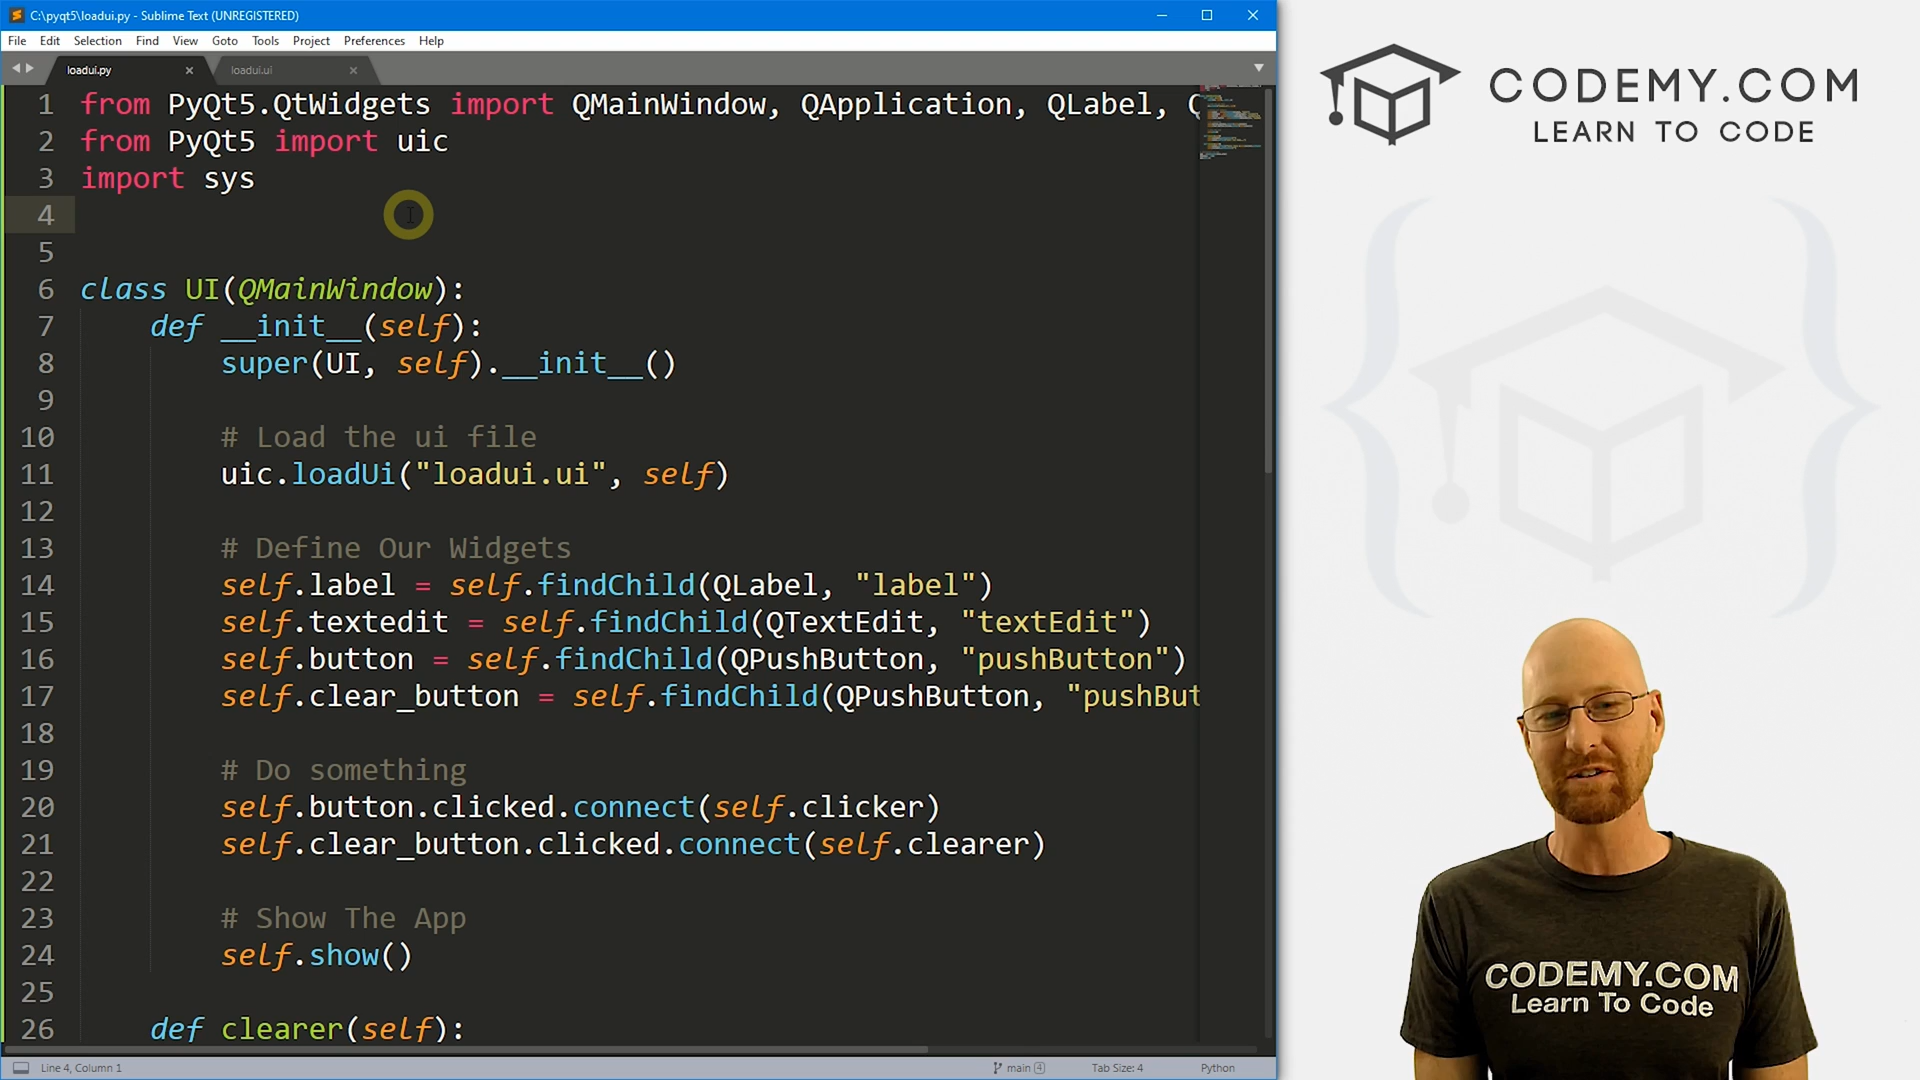 C:\pyqt5\loadui.py - Sublime Text (UNREGISTERED)
File Edit Selection Find View Goto Tools Project Preferences Help
loadui.py
loadui.ui
1 from PyQt5.QtWidgets import QMainWindow, QApplication, QLabel,
2 from PyQt5 import uic
3 import sys
4
5
6 class UI(QMainWindow):
7 def __init__(self):
8 super(UI, self).__init__()
9
10 # Load the ui file
11 uic.loadUi("loadui.ui", self)
12
13 # Define Our Widgets
14 self.label = self.findChild(QLabel, "label")
15 self.textedit = self.findChild(QTextEdit, "textEdit")
16 self.button = self.findChild(QPushButton, "pushButton")
17 self.clear_button = self.findChild(QPushButton, "pushBut
18
19 # Do something
20 self.button.clicked.connect(self.clicker)
21 self.clear_button.clicked.connect(self.clearer)
22
23 # Show The App
24 self.show()
25
26 def clearer(self):
Line 4, Column 1
main 4
Tab Size: 4
Python
CODEMY.COM
LEARN TO CODE
CODEMY.COM
Learn To Code